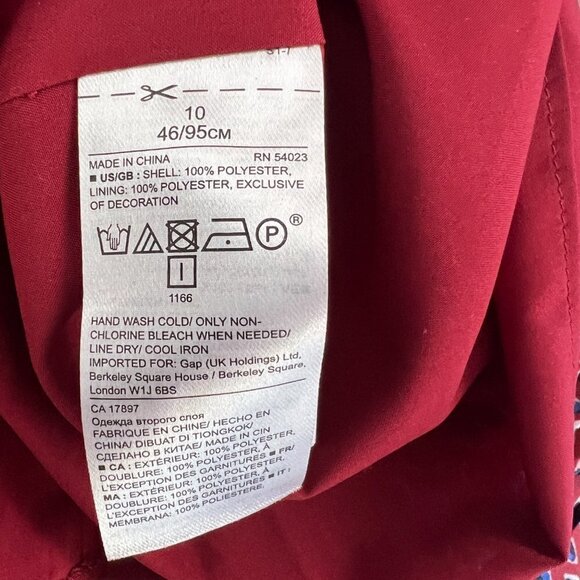 10
46/95CM
MADE IN CHINA RN 54023
■ US/GB : SHELL: 100% POLYESTER,
LINING: 100% POLYESTER, EXCLUSIVE
OF DECORATION
P ®
I
1166
HAND WASH COLD/ ONLY NON-
CHLORINE BLEACH WHEN NEEDED/
LINE DRY/ COOL IRON
IMPORTED FOR: Gap (UK Holdings) Ltd.
Berkeley Square House / Berkeley Square,
London W1J 6BS
CA 17897
Одежда второго слоя
FABRIQUE EN CHINE/ HECHO EN
CHINA/ DIBUAT DI TIONGKOK/
СДЕЛАНО В КИТАЕ/ MADE IN CIN
■ CA : EXTÉRIEUR: 100% POLYESTER,
DOUBLURE: 100% POLYESTER, À
L'EXCEPTION DES GARNITURES ■ FR/
MA : EXTÉRIEUR: 100% POLYESTER,
DOUBLURE: 100% POLYESTER, À
L'EXCEPTION DES GARNITURES ■ IT :
MEMBRANA: 100% POLIESTERE